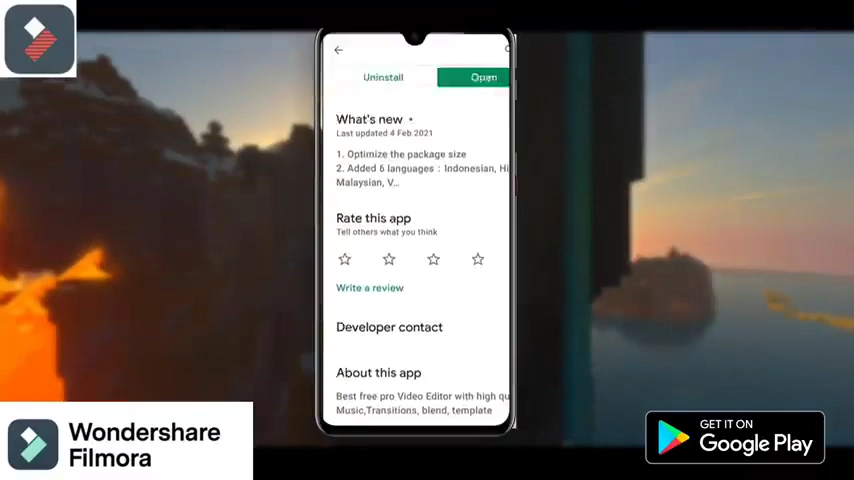 Uninstall
Open
What's new •
Last updated 4 Feb 2021
1. Optimize the package size
2. Added 6 languages : Indonesian, Hi
Malaysian, V...
Rate this app
Tell others what you think
Write a review
Developer contact
About this app
Best free pro Video Editor with high qu
Music,Transitions, blend, template
Wondershare
Filmora
GET IT ON
Google Play